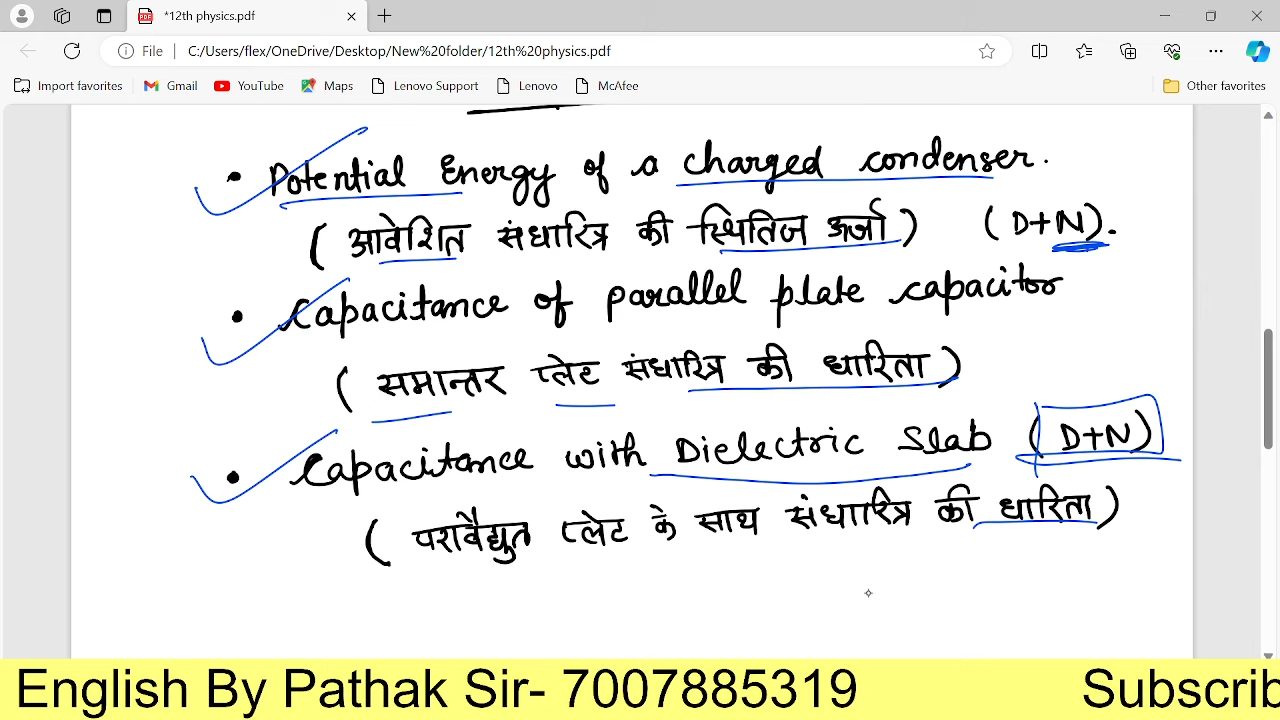 *12th physics.pdf
File C:/Users/flex/OneDrive/Desktop/New%20folder/12th%20physics.pdf
Import favorites Gmail YouTube Maps Lenovo Support Lenovo McAfee Other favorites
• Potential Energy of a charged condenser.
( आवेशित संधारित्र की स्थितिज ऊर्जा ) (D+N).
• Capacitance of parallel plate capacitor
( समान्तर प्लेट संधारित्र की धारिता )
• Capacitance with Dielectric Slab (D+N)
( परावैद्युत प्लेट के साथ संधाारित्र की धारिता )
English By Pathak Sir- 7007885319 Subscrib